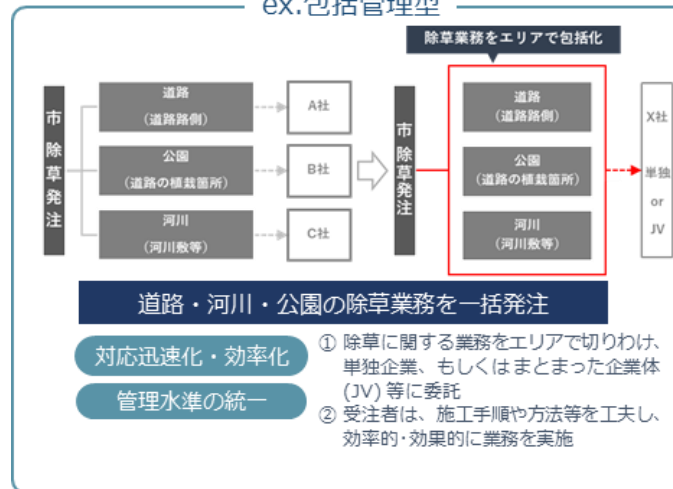 ex.包括管理型
除草業務をエリアで包括化
市 除草発注
道路
(道路路側)
A社
公園
(道路の植栽箇所)
B社
河川
(河川敷等)
C社
市 除草発注
道路
(道路路側)
公園
(道路の植栽箇所)
河川
(河川敷等)
X社
単独
or
JV
道路・河川・公園の除草業務を一括発注
対応迅速化・効率化
管理水準の統一
① 除草に関する業務をエリアで切りわけ、
単独企業、もしくはまとまった企業体
(JV) 等に委託
② 受注者は、施工手順や方法等を工夫し、
効率的・効果的に業務を実施